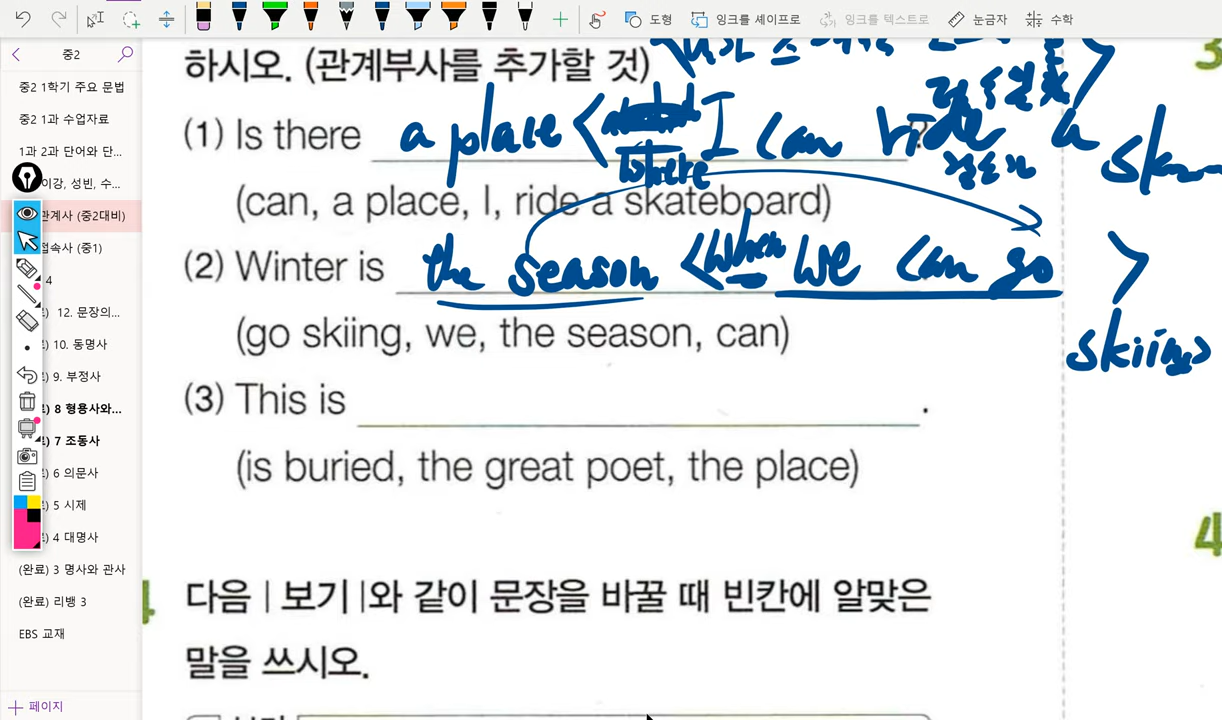 도형 잉크를 셰이프로 잉크를 텍스트로 눈금자 수학
중2
중2 1학기 주요 문법
중2 1과 수업자료
1과 2과 단어와 단...
이강, 성빈, 수...
관계사 (중2대비)
접속사 (중1)
4
) 12. 문장의...
) 10. 동명사
) 9. 부정사
) 8 형용사와...
) 7 조동사
) 6 의문사
) 5 시제
) 4 대명사
(완료) 3 명사와 관사
(완료) 리뱅 3
EBS 교재
페이지
하시오. (관계부사를 추가할 것)
(1) Is there a place < where I can ride a ?
(can, a place, I, ride a skateboard)
(2) Winter is the season < when we can go >
skiing
(go skiing, we, the season, can)
(3) This is .
(is buried, the great poet, the place)
다음 | 보기 |와 같이 문장을 바꿀 때 빈칸에 알맞은
말을 쓰시오.
3
4